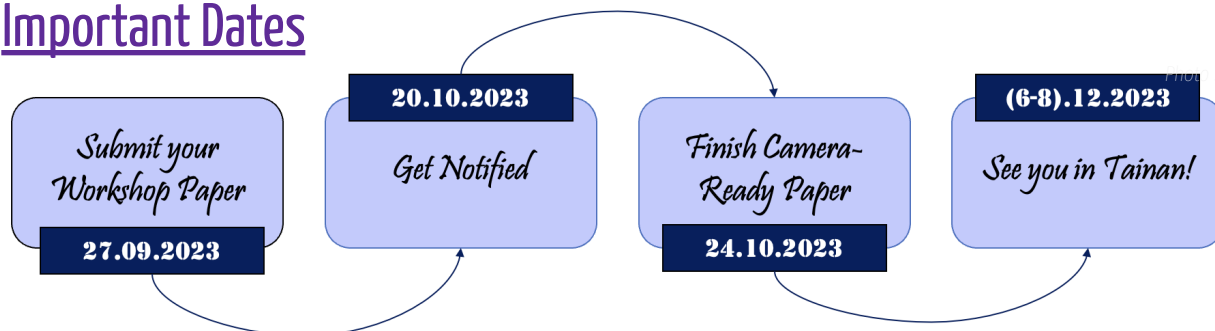 Important Dates
Submit your
Workshop Paper
27.09.2023
20.10.2023
Get Notified
Finish Camera-
Ready Paper
24.10.2023
(6-8).12.2023
See you in Tainan!